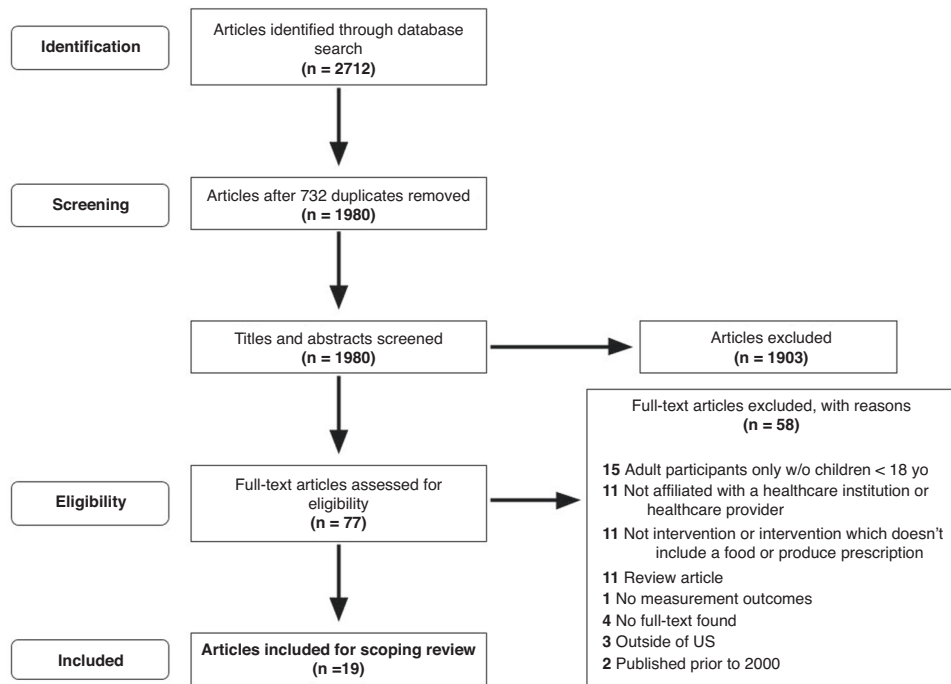 Identification
Articles identified through database
search
(n = 2712)
Screening
Articles after 732 duplicates removed
(n = 1980)
Titles and abstracts screened
(n = 1980)
Articles excluded
(n = 1903)
Full-text articles excluded, with reasons
(n = 58)
15 Adult participants only w/o children < 18 yo
11 Not affiliated with a healthcare institution or
healthcare provider
11 Not intervention or intervention which doesn't
include a food or produce prescription
11 Review article
1 No measurement outcomes
4 No full-text found
3 Outside of US
2 Published prior to 2000
Eligibility
Full-text articles assessed for
eligibility
(n = 77)
Included
Articles included for scoping review
(n =19)